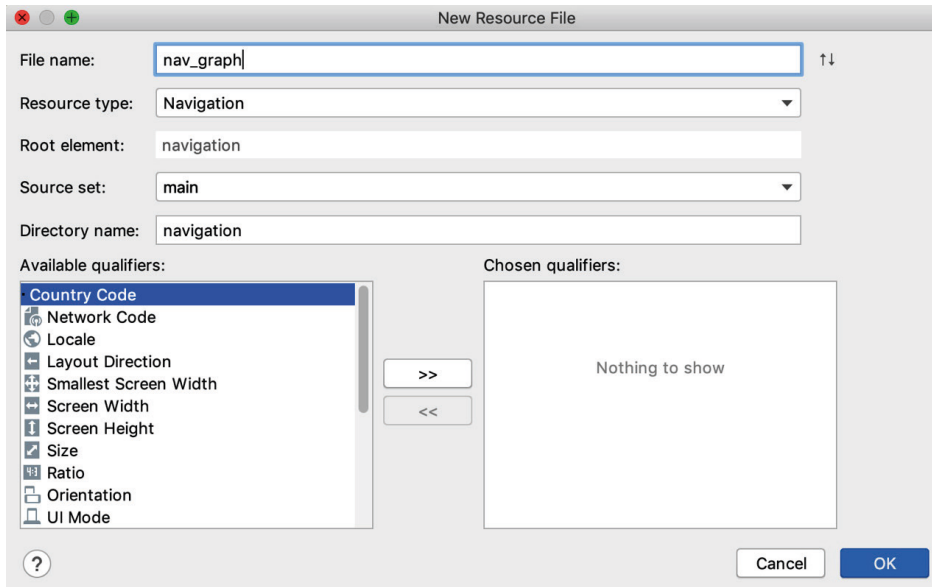 New Resource File
File name: nav_graph
Resource type: Navigation
Root element: navigation
Source set: main
Directory name: navigation
Available qualifiers:
Country Code
Network Code
Locale
Layout Direction
Smallest Screen Width
Screen Width
Screen Height
Size
Ratio
Orientation
UI Mode
>>
<<
Chosen qualifiers:
Nothing to show
?
Cancel
OK